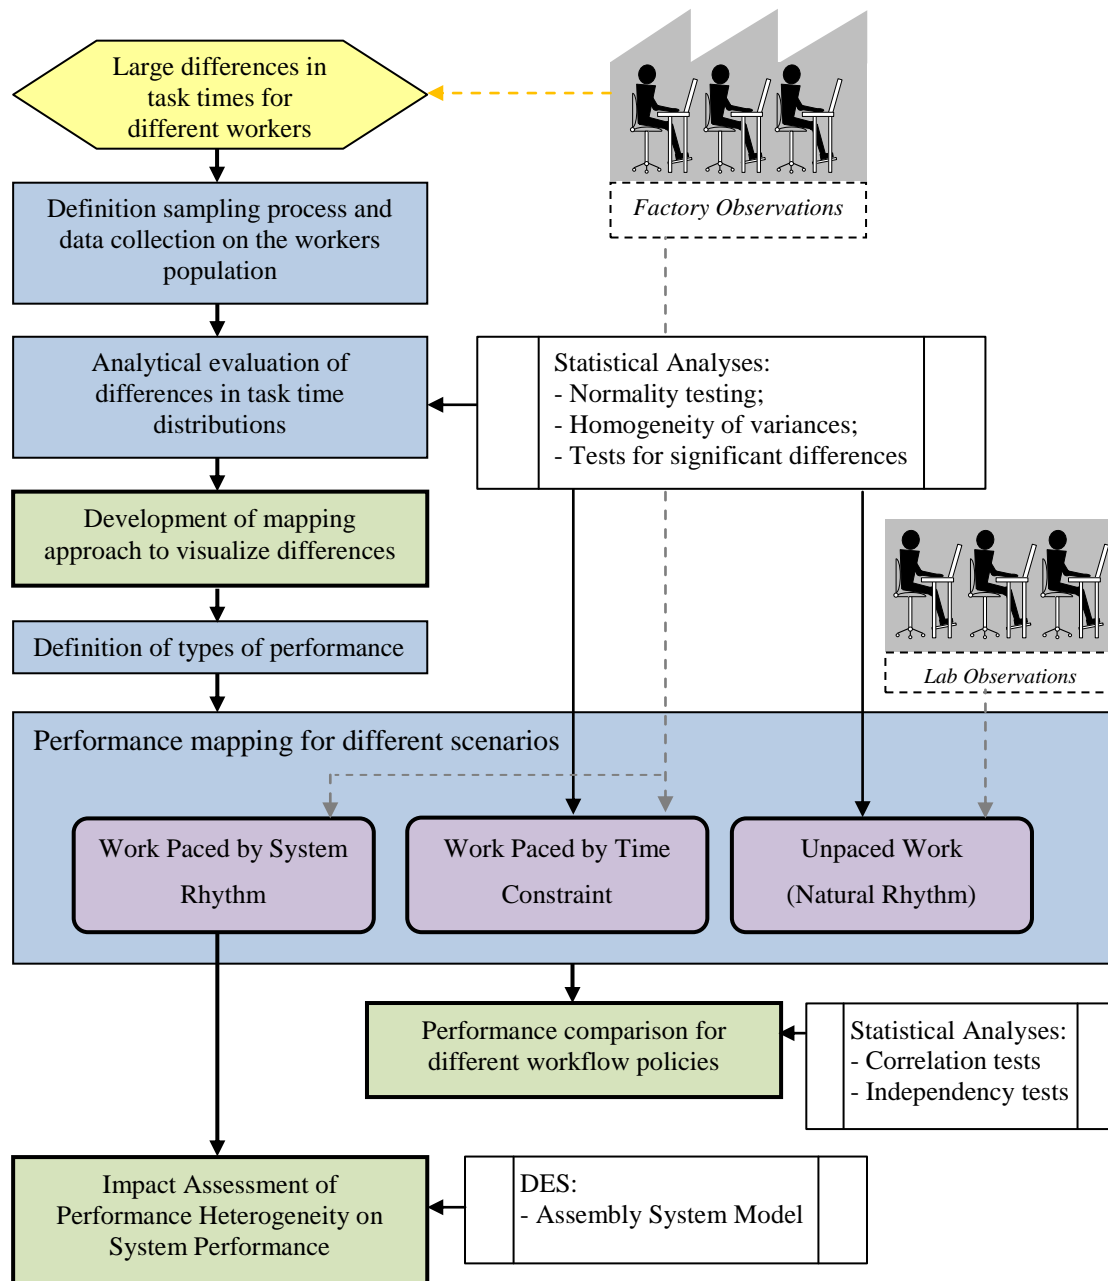 Large differences in
task times for
different workers
Factory Observations
Definition sampling process and
data collection on the workers
population
Analytical evaluation of
differences in task time
distributions
Statistical Analyses:
- Normality testing;
- Homogeneity of variances;
- Tests for significant differences
Development of mapping
approach to visualize differences
Definition of types of performance
Lab Observations
Performance mapping for different scenarios
Work Paced by System
Rhythm
Work Paced by Time
Constraint
Unpaced Work
(Natural Rhythm)
Performance comparison for
different workflow policies
Statistical Analyses:
- Correlation tests
- Independency tests
Impact Assessment of
Performance Heterogeneity on
System Performance
DES:
- Assembly System Model